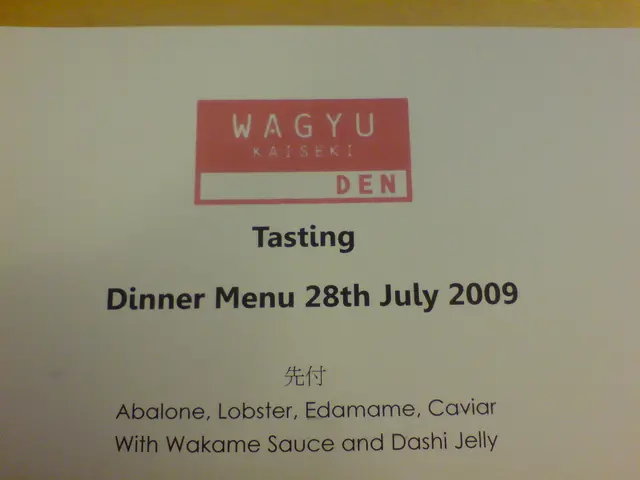 WAGYU
KAISEKI
DEN
Tasting
Dinner Menu 28th July 2009
先付
Abalone, Lobster, Edamame, Caviar
With Wakame Sauce and Dashi Jelly